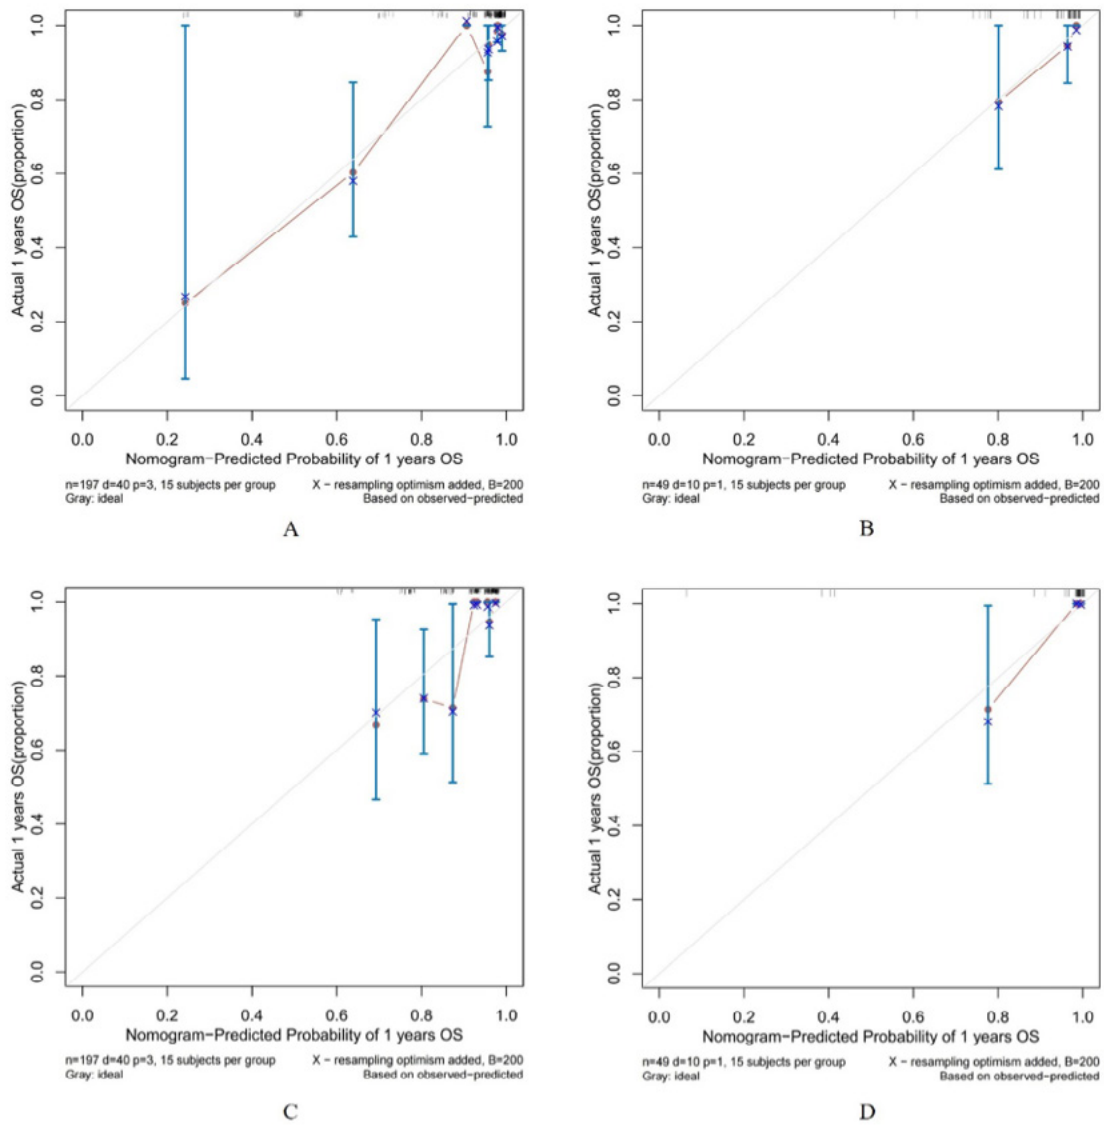 1.0
0.8
0.6
0.4
0.2
0.0
Actual 1 years OS(proportion)
0.0 0.2 0.4 0.6 0.8 1.0
Nomogram-Predicted Probability of 1 years OS
n=197 d=40 p=3, 15 subjects per group X - resampling optimism added, B=200
Gray: ideal Based on observed-predicted
A
1.0
0.8
0.6
0.4
0.2
0.0
Actual 1 years OS(proportion)
0.0 0.2 0.4 0.6 0.8 1.0
Nomogram-Predicted Probability of 1 years OS
n=49 d=10 p=1, 15 subjects per group X - resampling optimism added, B=200
Gray: ideal Based on observed-predicted
B
1.0
0.8
0.6
0.4
0.2
0.0
Actual 1 years OS(proportion)
0.0 0.2 0.4 0.6 0.8 1.0
Nomogram-Predicted Probability of 1 years OS
n=197 d=40 p=3, 15 subjects per group X - resampling optimism added, B=200
Gray: ideal Based on observed-predicted
C
1.0
0.8
0.6
0.4
0.2
0.0
Actual 1 years OS(proportion)
0.0 0.2 0.4 0.6 0.8 1.0
Nomogram-Predicted Probability of 1 years OS
n=49 d=10 p=1, 15 subjects per group X - resampling optimism added, B=200
Gray: ideal Based on observed-predicted
D